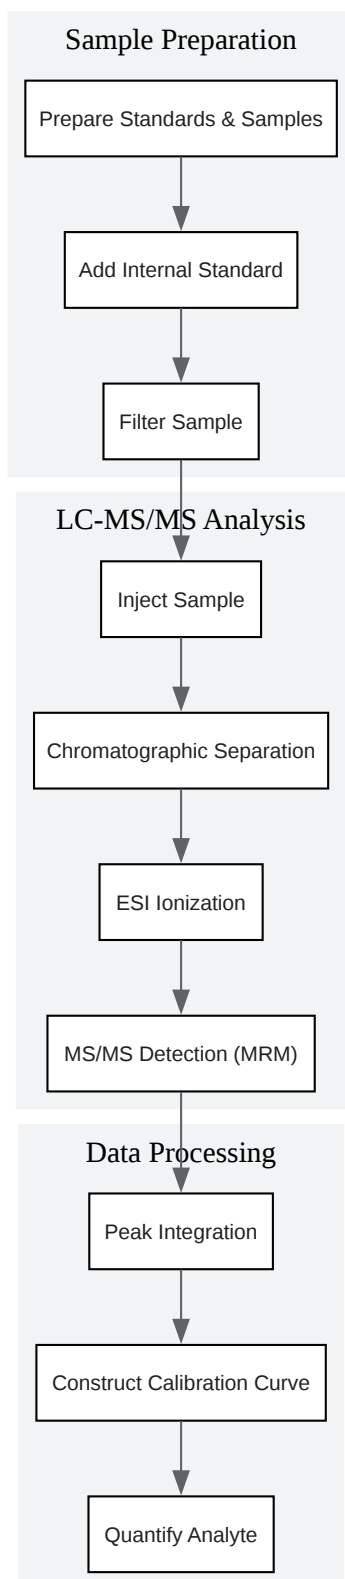 Sample Preparation
Prepare Standards & Samples
Add Internal Standard
Filter Sample
LC-MS/MS Analysis
Inject Sample
Chromatographic Separation
ESI Ionization
MS/MS Detection (MRM)
Data Processing
Peak Integration
Construct Calibration Curve
Quantify Analyte